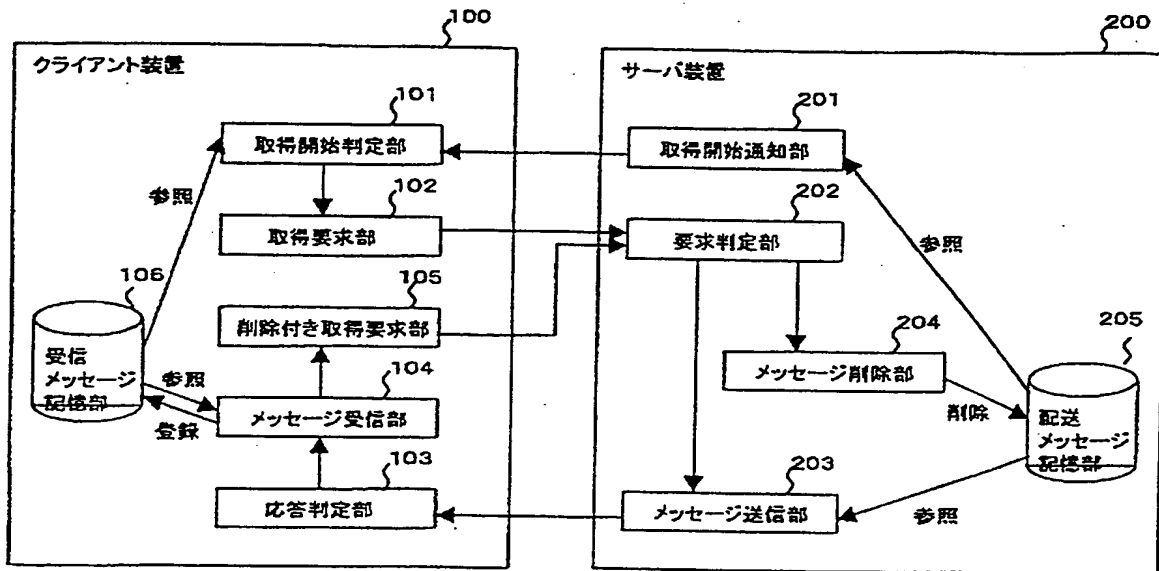 100
クライアント装置
101
取得開始判定部
参照
102
取得要求部
106
105
削除付き取得要求部
受信
メッセージ
記憶部
参照
登録
104
メッセージ受信部
103
応答判定部
200
サーバ装置
201
取得開始通知部
202
要求判定部
参照
204
メッセージ削除部
削除
205
配送
メッセージ
記憶部
203
メッセージ送信部
参照